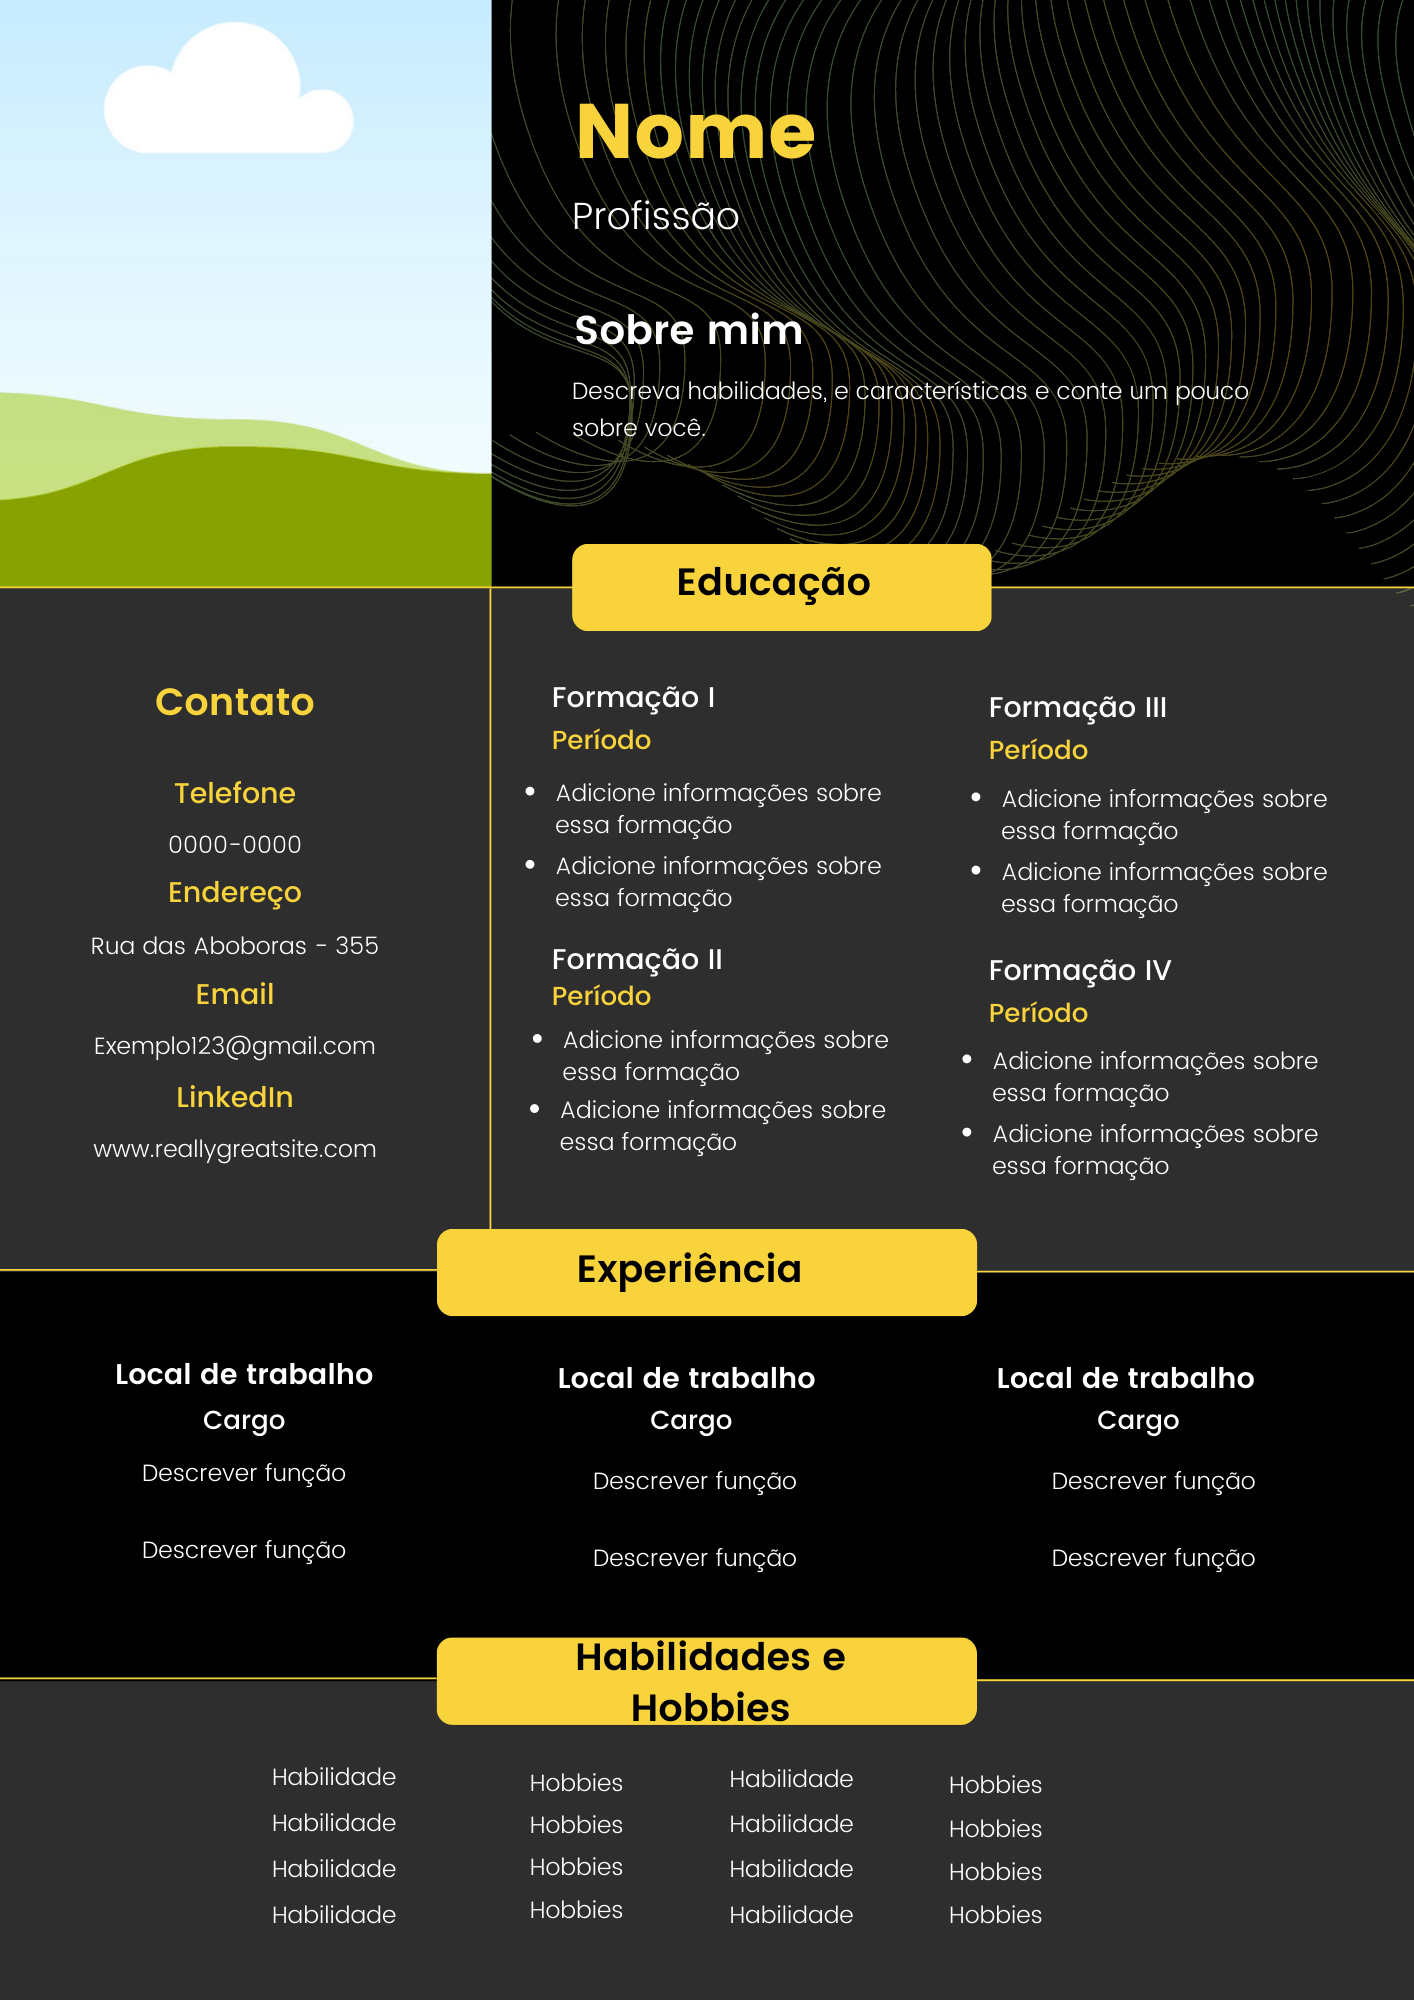 Nome
Profissão
Sobre mim
Descreva habilidades, e características e conte um pouco
sobre você.
Educação
Contato
Telefone
0000-0000
Endereço
Rua das Aboboras - 355
Email
Exemplo123@gmail.com
LinkedIn
www.reallygreatsite.com
Formação I
Período
• Adicione informações sobre
essa formação
• Adicione informações sobre
essa formação
Formação II
Período
• Adicione informações sobre
essa formação
• Adicione informações sobre
essa formação
Formação III
Período
• Adicione informações sobre
essa formação
• Adicione informações sobre
essa formação
Formação IV
Período
• Adicione informações sobre
essa formação
• Adicione informações sobre
essa formação
Experiência
Local de trabalho
Cargo
Descrever função
Descrever função
Local de trabalho
Cargo
Descrever função
Descrever função
Local de trabalho
Cargo
Descrever função
Descrever função
Habilidades e
Hobbies
Habilidade
Habilidade
Habilidade
Habilidade
Hobbies
Hobbies
Hobbies
Hobbies
Habilidade
Habilidade
Habilidade
Habilidade
Hobbies
Hobbies
Hobbies
Hobbies